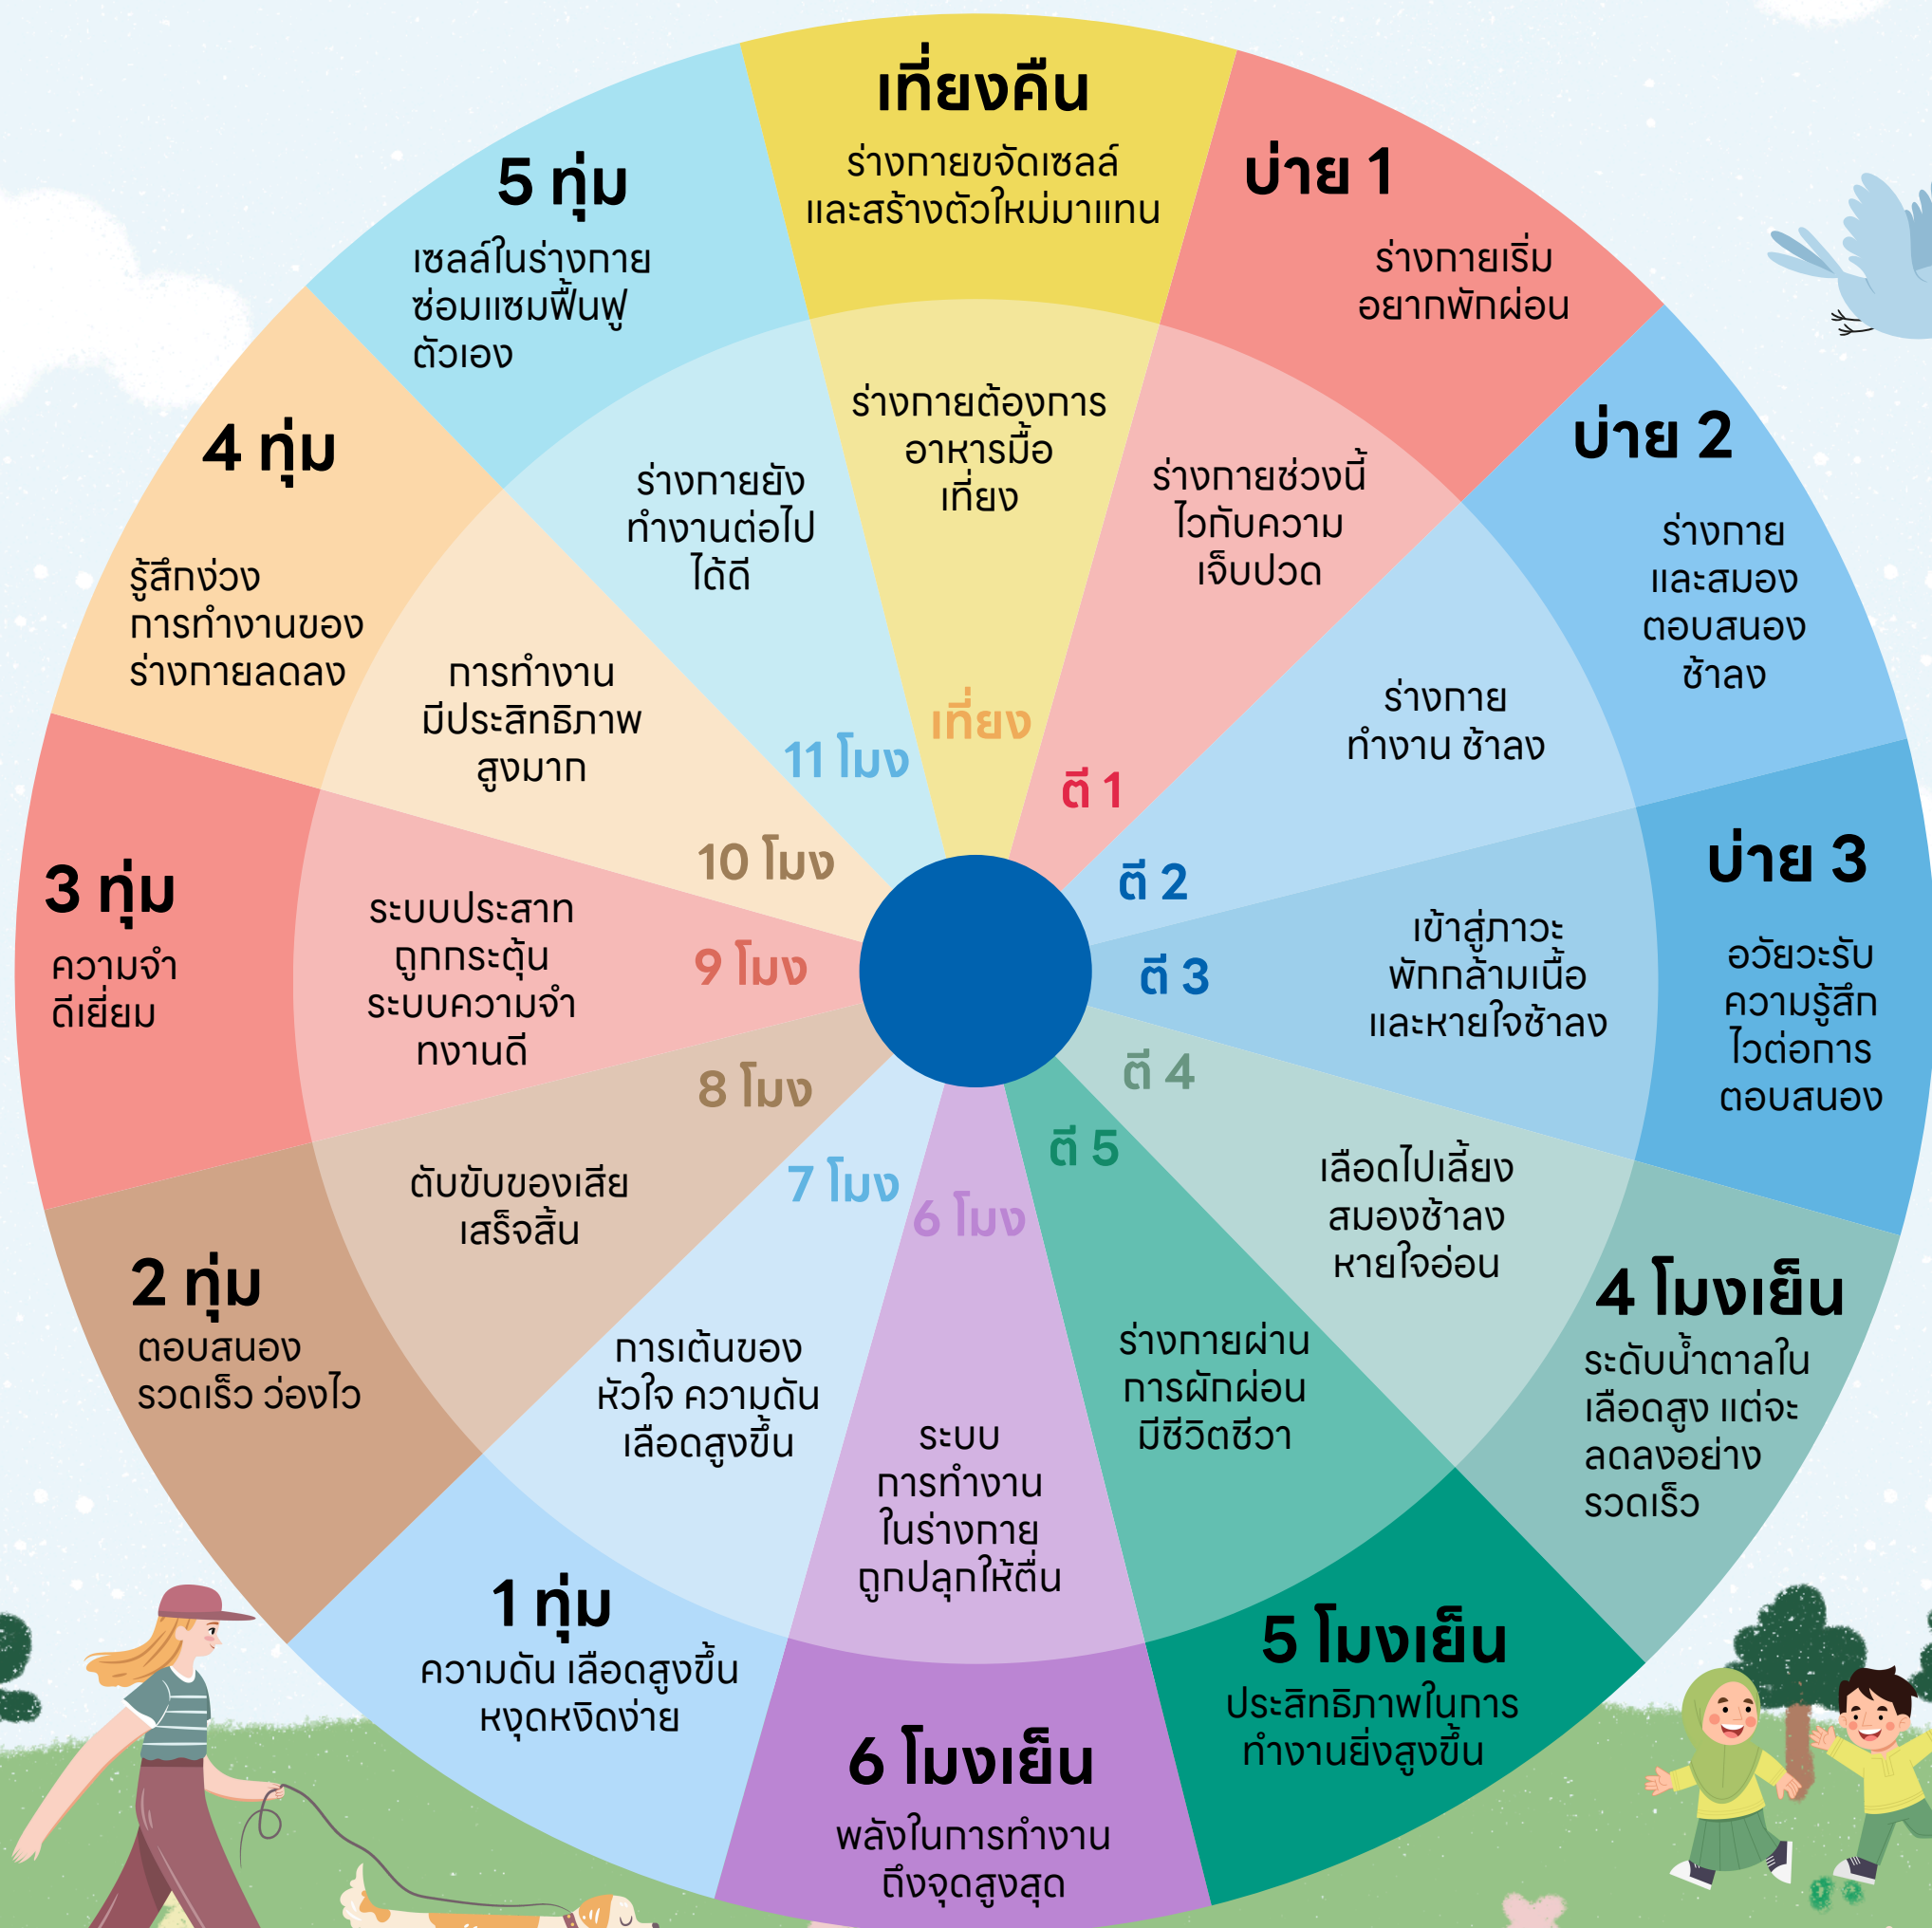 เที่ยงคืน
ร่างกายขจัดเซลล์
และสร้างตัวใหม่มาแทน
บ่าย 1
ร่างกายเริ่ม
อยากพักผ่อน
บ่าย 2
ร่างกาย
และสมอง
ตอบสนอง
ช้าลง
บ่าย 3
อวัยวะรับ
ความรู้สึก
ไวต่อการ
ตอบสนอง
4 โมงเย็น
ระดับน้ำตาลใน
เลือดสูง แต่จะ
ลดลงอย่าง
รวดเร็ว
5 โมงเย็น
ประสิทธิภาพในการ
ทำงานยิ่งสูงขึ้น
6 โมงเย็น
พลังในการทำงาน
ถึงจุดสูงสุด
1 ทุ่ม
ความดัน เลือดสูงขึ้น
หงุดหงิดง่าย
2 ทุ่ม
ตอบสนอง
รวดเร็ว ว่องไว
3 ทุ่ม
ความจำ
ดีเยี่ยม
4 ทุ่ม
รู้สึกง่วง
การทำงานของ
ร่างกายลดลง
5 ทุ่ม
เซลล์ในร่างกาย
ซ่อมแซมฟื้นฟู
ตัวเอง
ร่างกายต้องการ
อาหารมื้อ
เที่ยง
เที่ยง
ร่างกายช่วงนี้
ไวกับความ
เจ็บปวด
ตี 1
ร่างกาย
ทำงาน ช้าลง
ตี 2
เข้าสู่ภาวะ
พักกล้ามเนื้อ
และหายใจช้าลง
ตี 3
เลือดไปเลี้ยง
สมองช้าลง
หายใจอ่อน
ตี 4
ร่างกายผ่าน
การผักผ่อน
มีชีวิตชีวา
ตี 5
ระบบ
การทำงาน
ในร่างกาย
ถูกปลุกให้ตื่น
6 โมง
การเต้นของ
หัวใจ ความดัน
เลือดสูงขึ้น
7 โมง
ตับขับของเสีย
เสร็จสิ้น
8 โมง
ระบบประสาท
ถูกกระตุ้น
ระบบความจำ
ทงานดี
9 โมง
การทำงาน
มีประสิทธิภาพ
สูงมาก
10 โมง
ร่างกายยัง
ทำงานต่อไป
ได้ดี
11 โมง